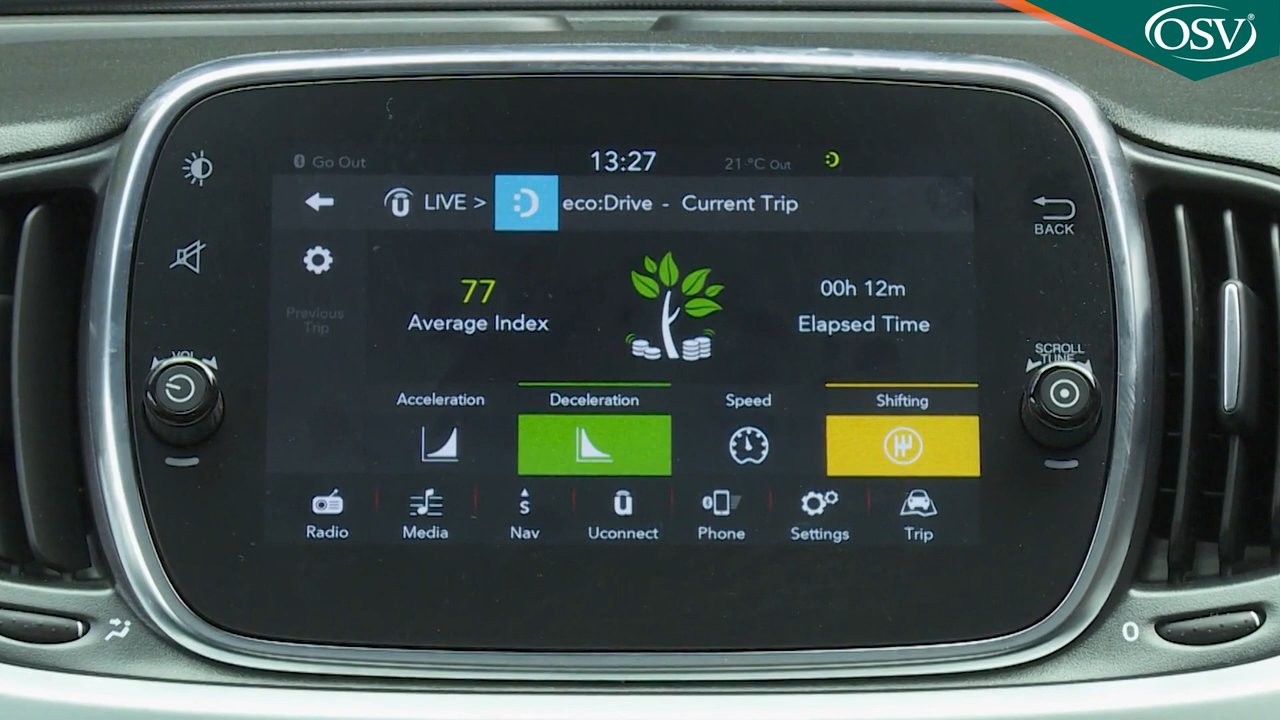 OSV®
Go Out
13:27
21 °C Out
LIVE > eco:Drive - Current Trip
BACK
Previous
Trip
77
Average Index
00h 12m
Elapsed Time
VOL
SCROLL
TUNE
Acceleration
Deceleration
Speed
Shifting
S
Radio
Media
Nav
Uconnect
Phone
Settings
Trip
0